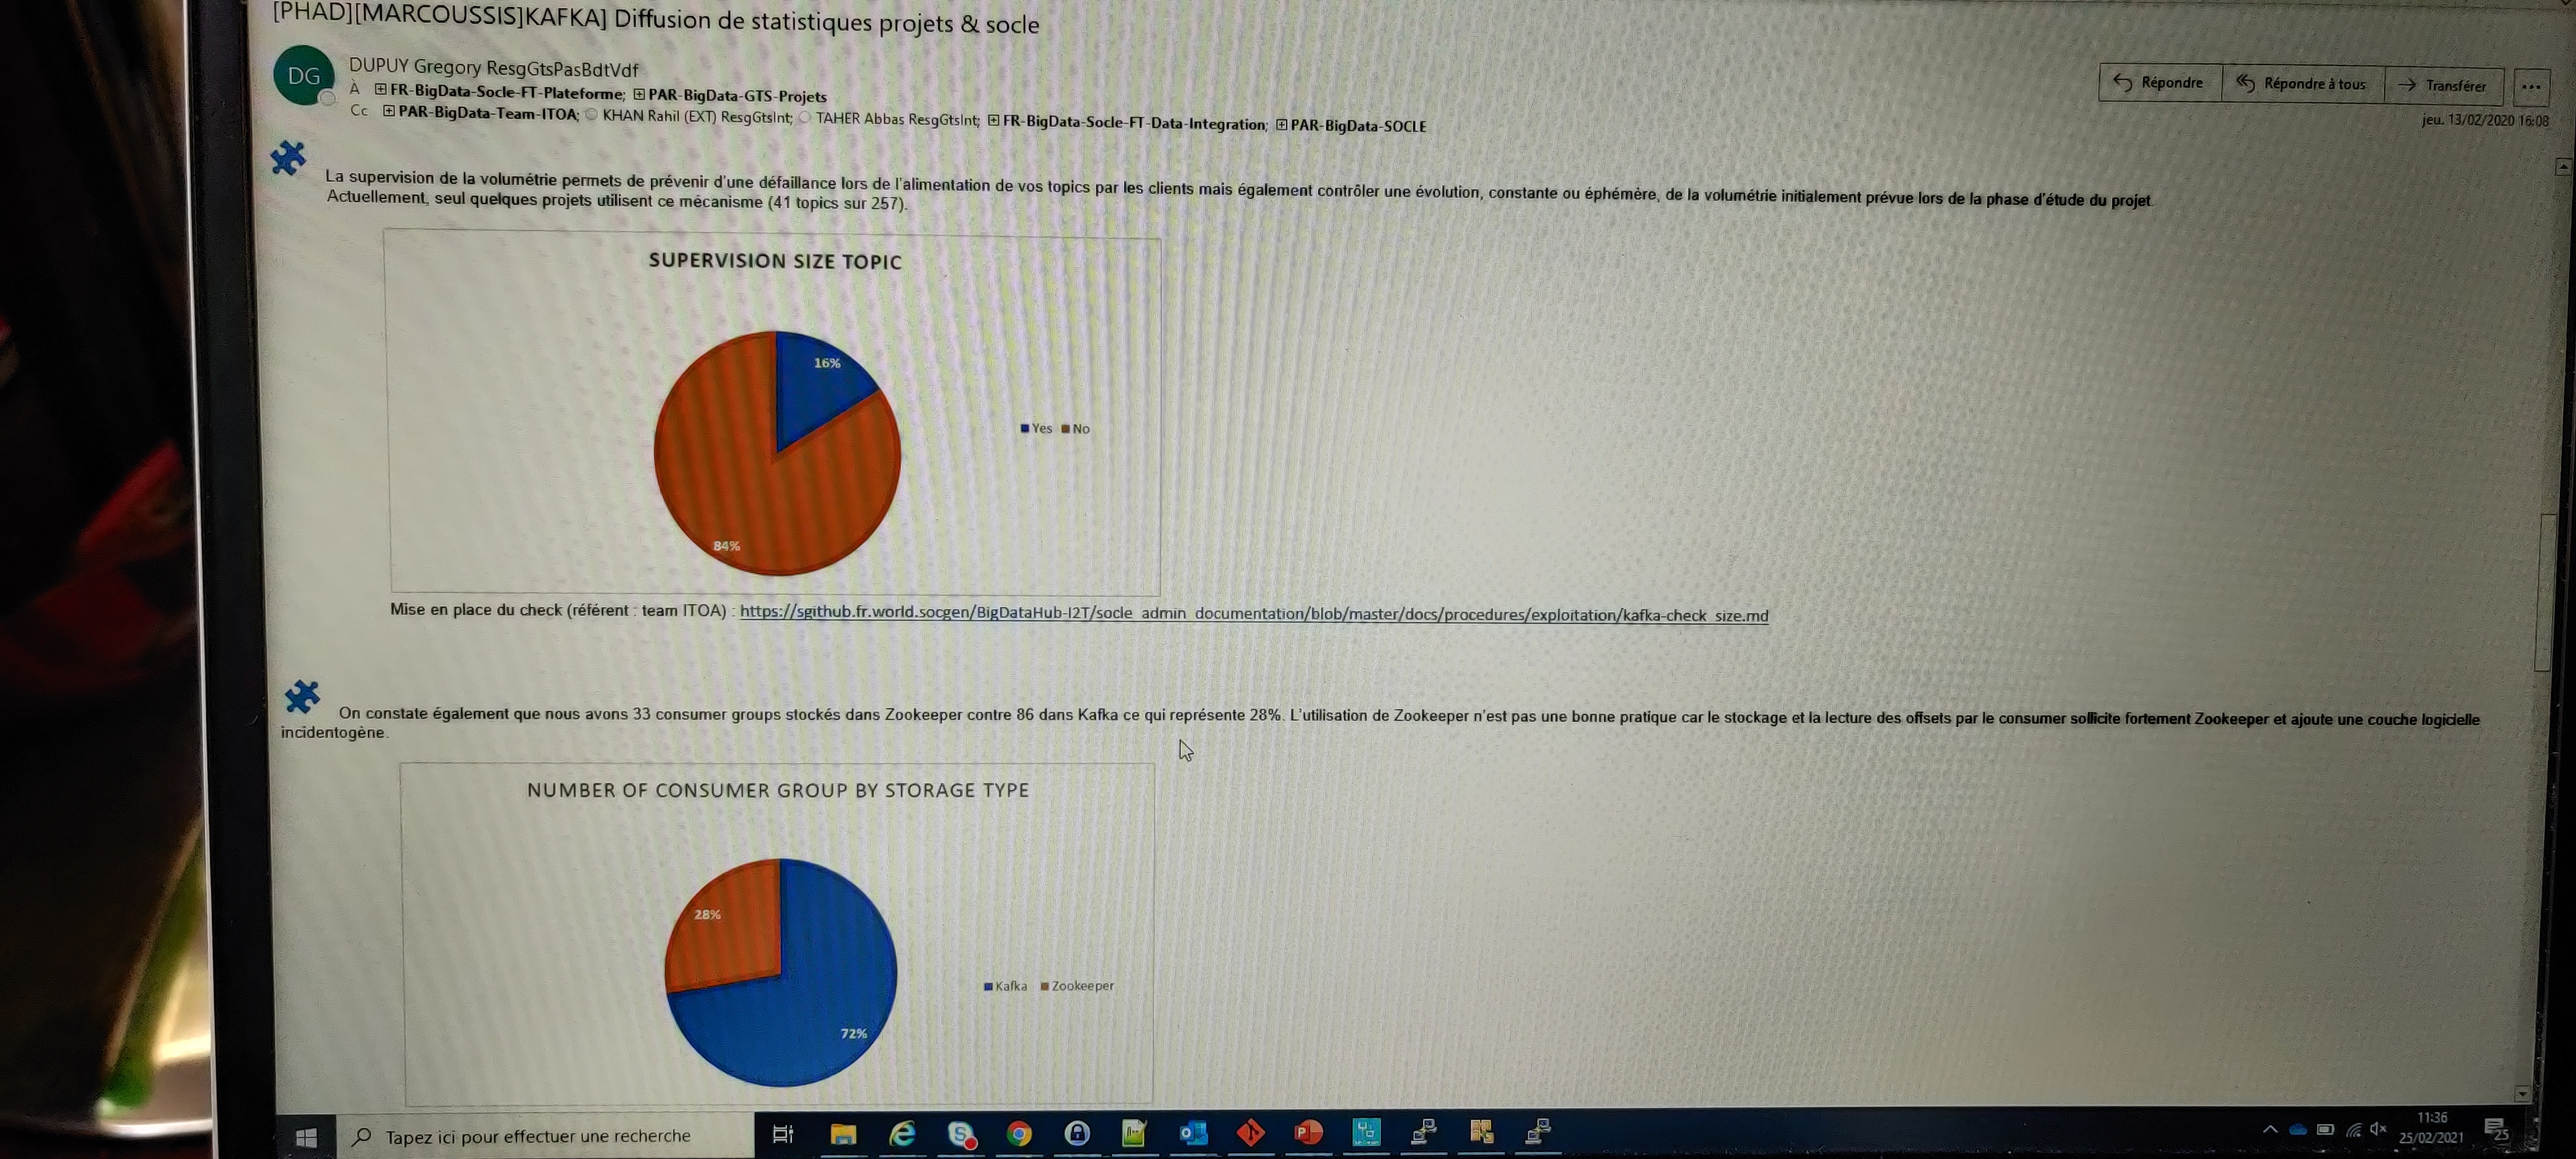 [PHAD][MARCOUSSIS]KAFKA] Diffusion de statistiques projets & socle
DG
DUPUY Gregory ResgGtsPasBdtVdf
À FR-BigData-Socle-FT-Plateforme; PAR-BigData-GTS-Projets
Cc PAR-BigData-Team-ITOA; KHAN Rahil (EXT) ResgGtsInt; TAHER Abbas ResgGtsInt; FR-BigData-Socle-FT-Data-Integration; PAR-BigData-SOCLE
Répondre
Répondre à tous
Transférer
...
jeu. 13/02/2020 16:08
La supervision de la volumétrie permets de prévenir d'une défaillance lors de l'alimentation de vos topics par les clients mais également contrôler une évolution, constante ou éphémère, de la volumétrie initialement prévue lors de la phase d'étude du projet.
Actuellement, seul quelques projets utilisent ce mécanisme (41 topics sur 257).
SUPERVISION SIZE TOPIC
16%
84%
Yes No
Mise en place du check (référent : team ITOA) : https://sgithub.fr.world.socgen/BigDataHub-I2T/socle_admin_documentation/blob/master/docs/procedures/exploitation/kafka-check_size.md
On constate également que nous avons 33 consumer groups stockés dans Zookeeper contre 86 dans Kafka ce qui représente 28%. L'utilisation de Zookeeper n'est pas une bonne pratique car le stockage et la lecture des offsets par le consumer sollicite fortement Zookeeper et ajoute une couche logicielle
incidentogène.
NUMBER OF CONSUMER GROUP BY STORAGE TYPE
28%
72%
Kafka Zookeeper
Tapez ici pour effectuer une recherche
11:36
25/02/2021
25